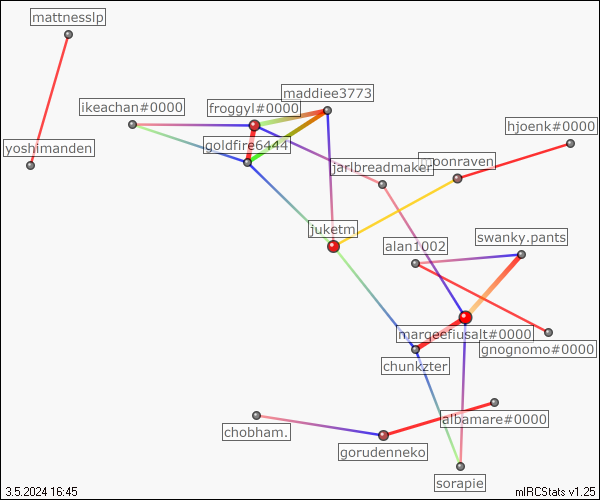 mattnesslp
maddiee3773
ikeachan#0000
froggyl#0000
hjoenk#0000
goldfire6444
yoshimanden
jarlbreadmaker
moonraven
juketm
swanky.pants
alan1002
margeefiusalt#0000
gnognomo#0000
chunkzter
albamare#0000
chobham.
gorudenneko
sorapie
3.5.2024 16:45
mIRCStats v1.25